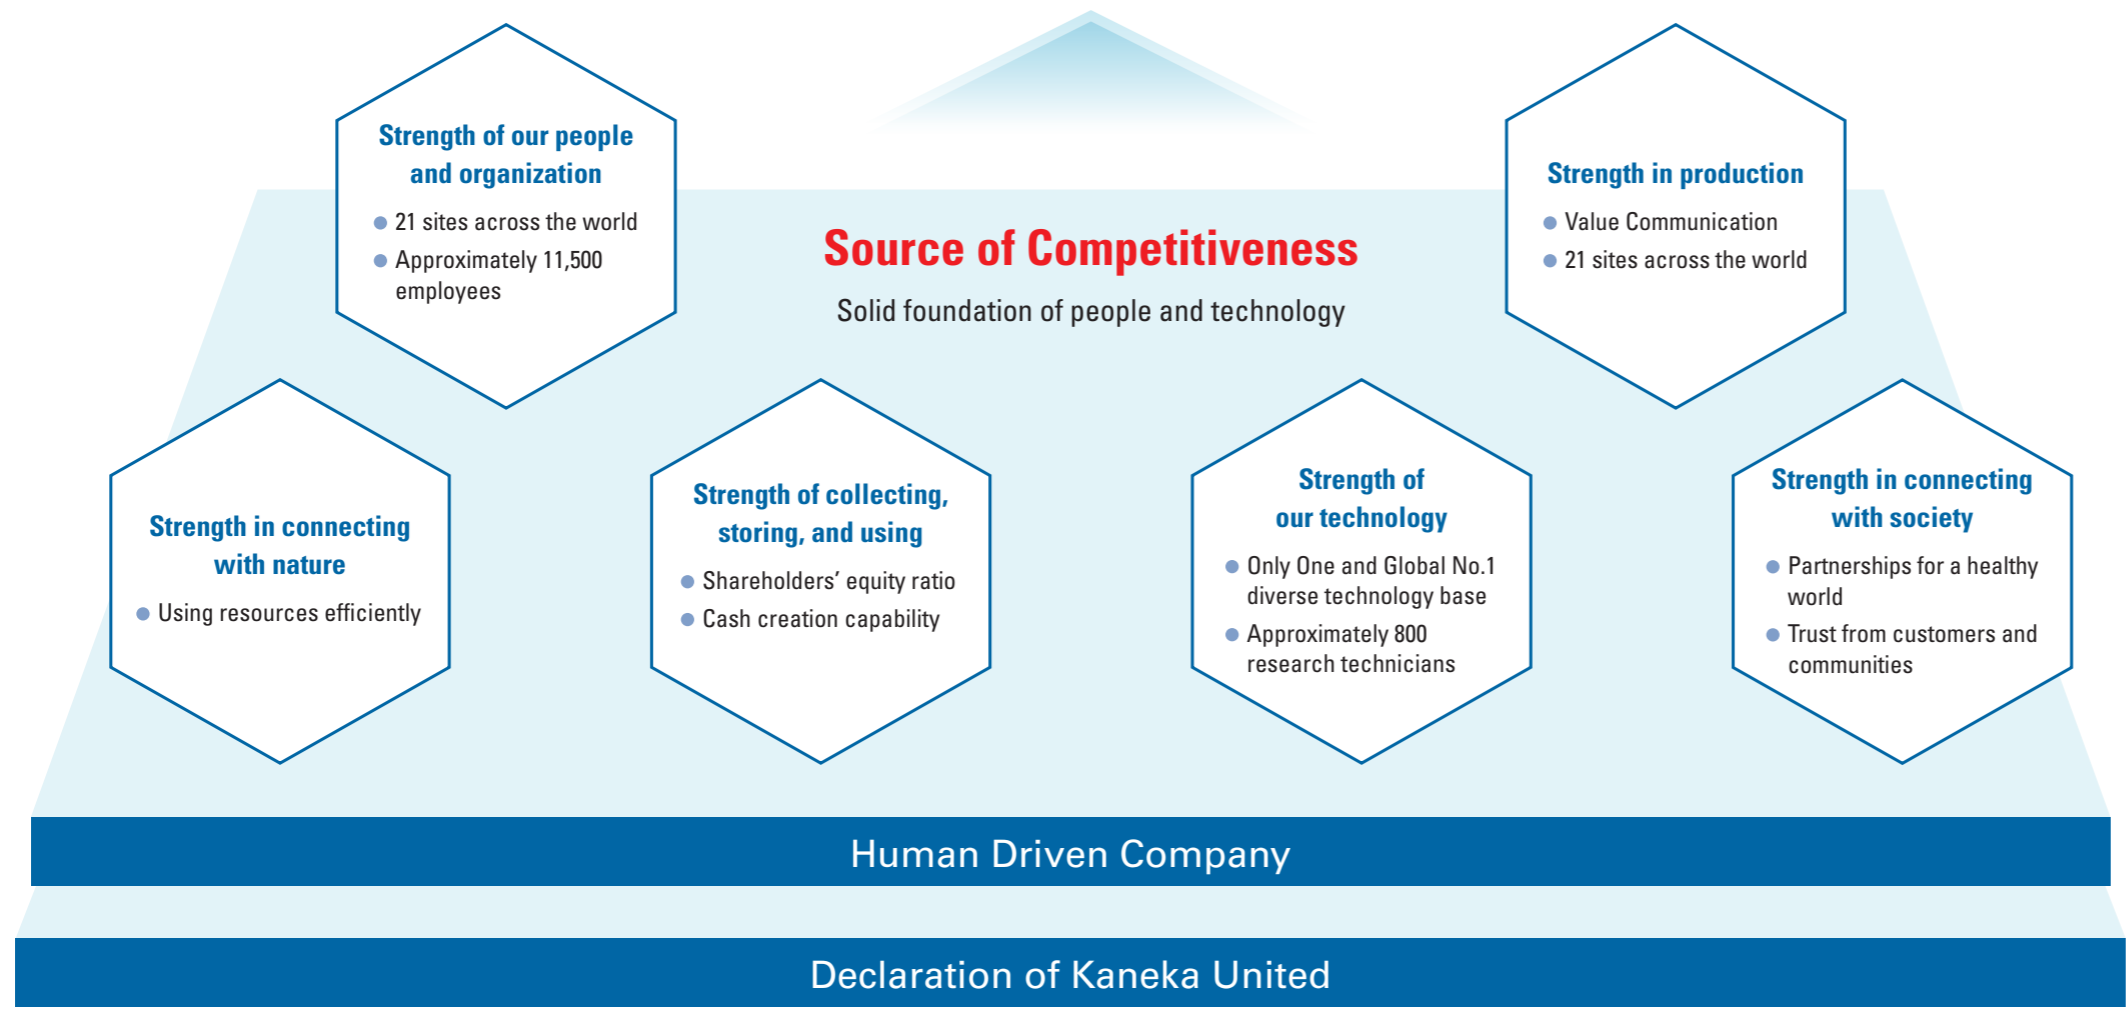 Strength of our people
and organization
● 21 sites across the world
● Approximately 11,500
employees
Source of Competitiveness
Solid foundation of people and technology
Strength in production
● Value Communication
● 21 sites across the world
Strength in connecting
with nature
● Using resources efficiently
Strength of collecting,
storing, and using
● Shareholders’ equity ratio
● Cash creation capability
Strength of
our technology
● Only One and Global No.1
diverse technology base
● Approximately 800
research technicians
Strength in connecting
with society
● Partnerships for a healthy
world
● Trust from customers and
communities
Human Driven Company
Declaration of Kaneka United